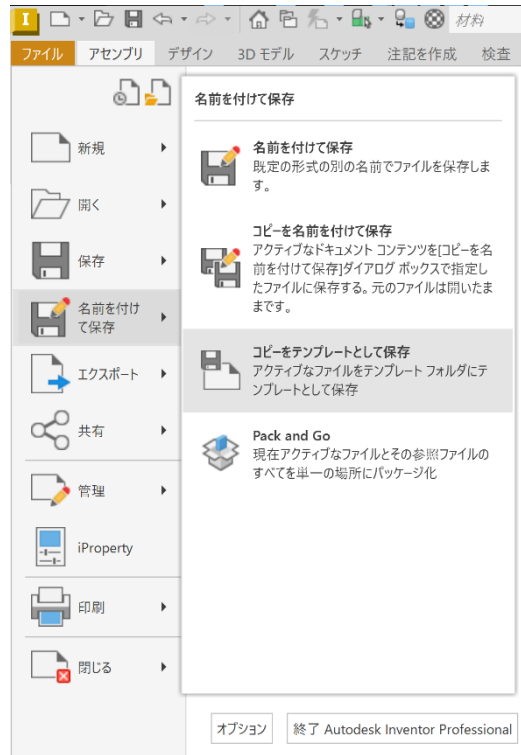 I 材料
ファイル アセンブリ デザイン 3D モデル スケッチ 注記を作成 検査
名前を付けて保存
新規
開く
保存
名前を付け
て保存
エクスポート
共有
管理
iProperty
印刷
閉じる
名前を付けて保存
既定の形式の別の名前でファイルを保存しま
す。
コピーを名前を付けて保存
アクティブなドキュメント コンテンツを[コピーを名
前を付けて保存]ダイアログ ボックスで指定し
たファイルに保存する。元のファイルは開いたま
まです。
コピーをテンプレートとして保存
アクティブなファイルをテンプレート フォルダにテ
ンプレートとして保存
Pack and Go
現在アクティブなファイルとその参照ファイルの
すべてを単一の場所にパッケージ化
オプション 終了 Autodesk Inventor Professional